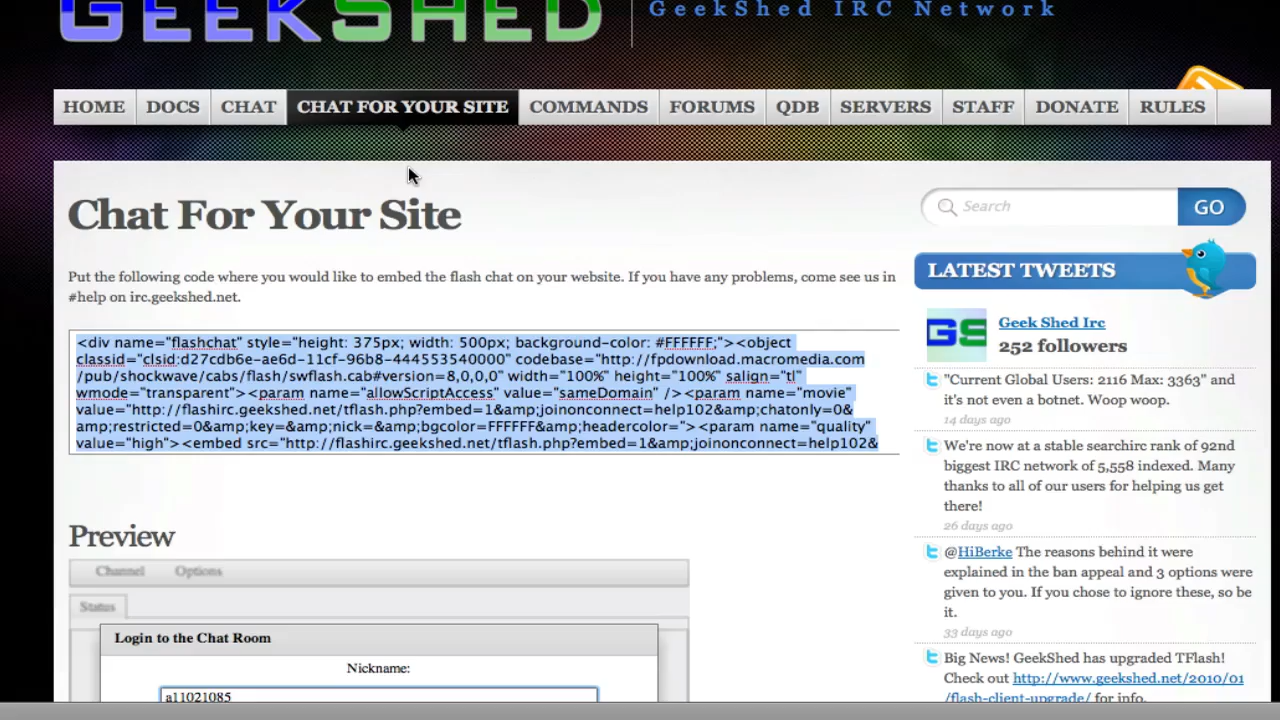 GEEKSHED
GeekShed IRC Network
HOME DOCS CHAT CHAT FOR YOUR SITE COMMANDS FORUMS QDB SERVERS STAFF DONATE RULES
Chat For Your Site
Put the following code where you would like to embed the flash chat on your website. If you have any problems, come see us in
#help on irc.geekshed.net.
<div name="flashchat" style="height: 375px; width: 500px; background-color: #FFFFFF;"><object
classid="clsid:d27cdb6e-ae6d-11cf-96b8-444553540000" codebase="http://fpdownload.macromedia.com
/pub/shockwave/cabs/flash/swflash.cab#version=8,0,0,0" width="100%" height="100%" salign="tl"
wmode="transparent"><param name="allowScriptAccess" value="sameDomain" /><param name="movie"
value="http://flashirc.geekshed.net/tflash.php?embed=1&amp;joinonconnect=help102&amp;chatonly=0&
amp;restricted=0&amp;key=&amp;nick=&amp;bgcolor=FFFFFF&amp;headercolor="><param name="quality"
value="high"><embed src="http://flashirc.geekshed.net/tflash.php?embed=1&amp;joinonconnect=help102&
Preview
Channel Options
Status
Login to the Chat Room
Nickname:
a11021085
Search GO
LATEST TWEETS
Geek Shed Irc
252 followers
"Current Global Users: 2116 Max: 3363" and
it's not even a botnet. Woop woop.
14 days ago
We're now at a stable searchirc rank of 92nd
biggest IRC network of 5,558 indexed. Many
thanks to all of our users for helping us get
there!
26 days ago
@HiBerke The reasons behind it were
explained in the ban appeal and 3 options were
given to you. If you chose to ignore these, so be
it.
33 days ago
Big News! GeekShed has upgraded TFlash!
Check out http://www.geekshed.net/2010/01
/flash-client-upgrade/ for info.